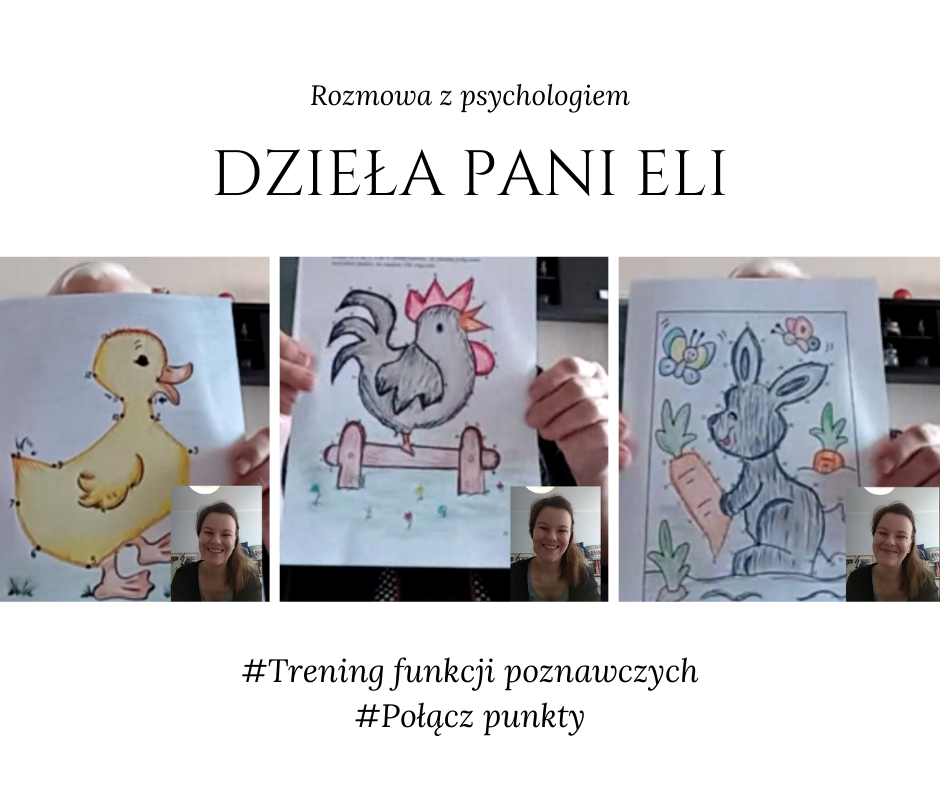 Rozmowa z psychologiem
DZIEŁA PANI ELI
#Trening funkcji poznawczych
#Połącz punkty